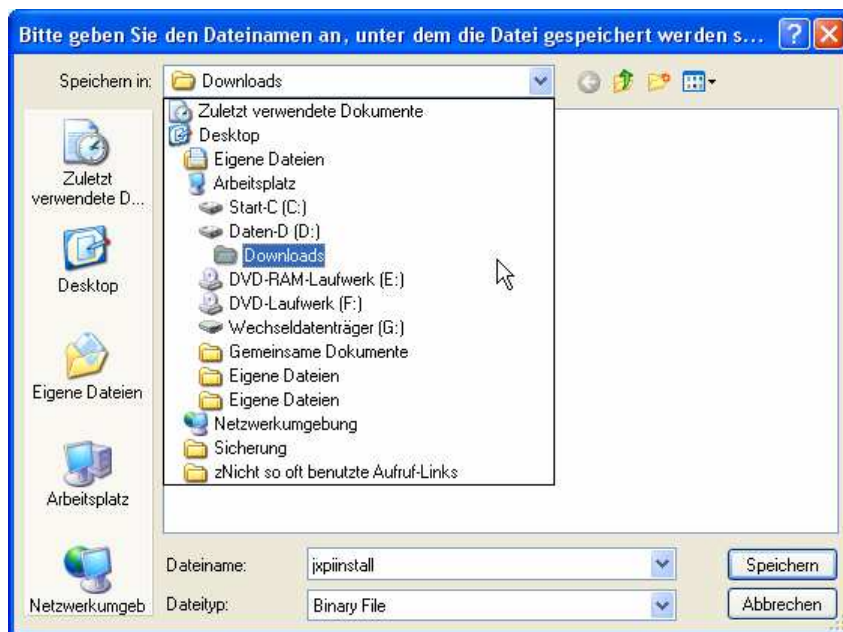 Bitte geben Sie den Dateinamen an, unter dem die Datei gespeichert werden s...
Speichern in:
Downloads
Zuletzt verwendete D...
Desktop
Eigene Dateien
Arbeitsplatz
Netzwerkumgeb
Zuletzt verwendete Dokumente
Desktop
Eigene Dateien
Arbeitsplatz
Start-C (C:)
Daten-D (D:)
Downloads
DVD-RAM-Laufwerk (E:)
DVD-Laufwerk (F:)
Wechseldatenträger (G:)
Gemeinsame Dokumente
Eigene Dateien
Eigene Dateien
Netzwerkumgebung
Sicherung
zNicht so oft benutzte Aufruf-Links
Dateiname:
jxpiinstall
Speichern
Dateityp:
Binary File
Abbrechen